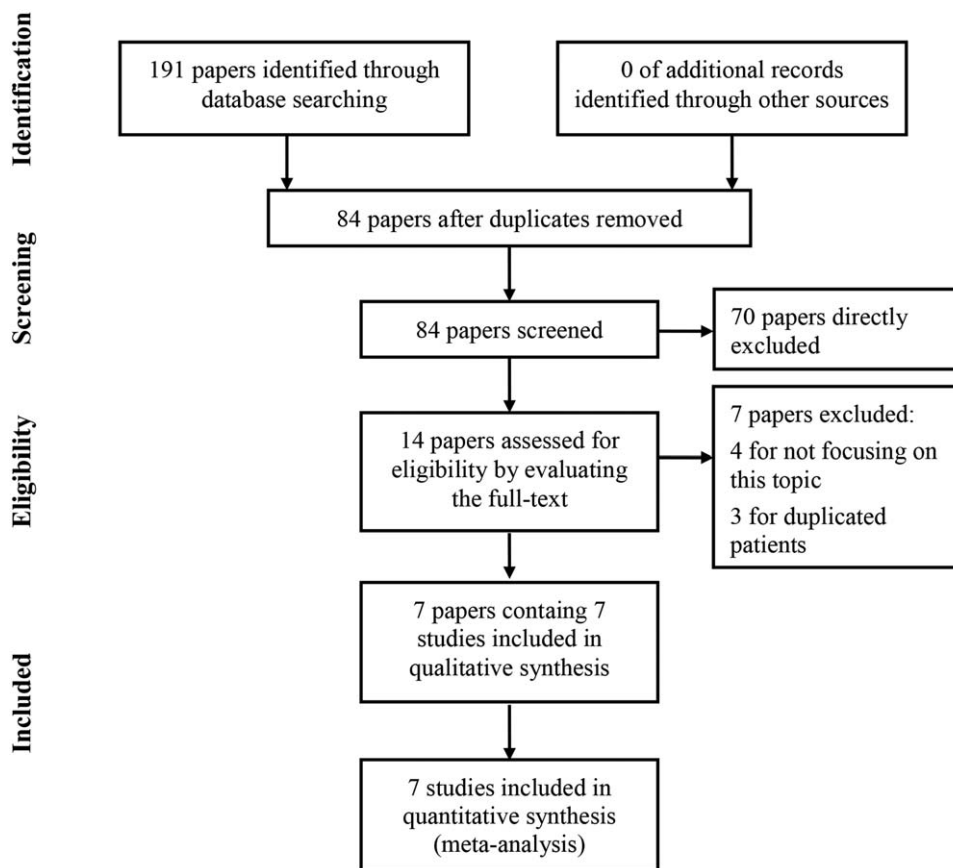 Identification
191 papers identified through
database searching
0 of additional records
identified through other sources
84 papers after duplicates removed
Screening
84 papers screened
70 papers directly
excluded
Eligibility
14 papers assessed for
eligibility by evaluating
the full-text
7 papers excluded:
4 for not focusing on
this topic
3 for duplicated
patients
Included
7 papers containg 7
studies included in
qualitative synthesis
7 studies included in
quantitative synthesis
(meta-analysis)